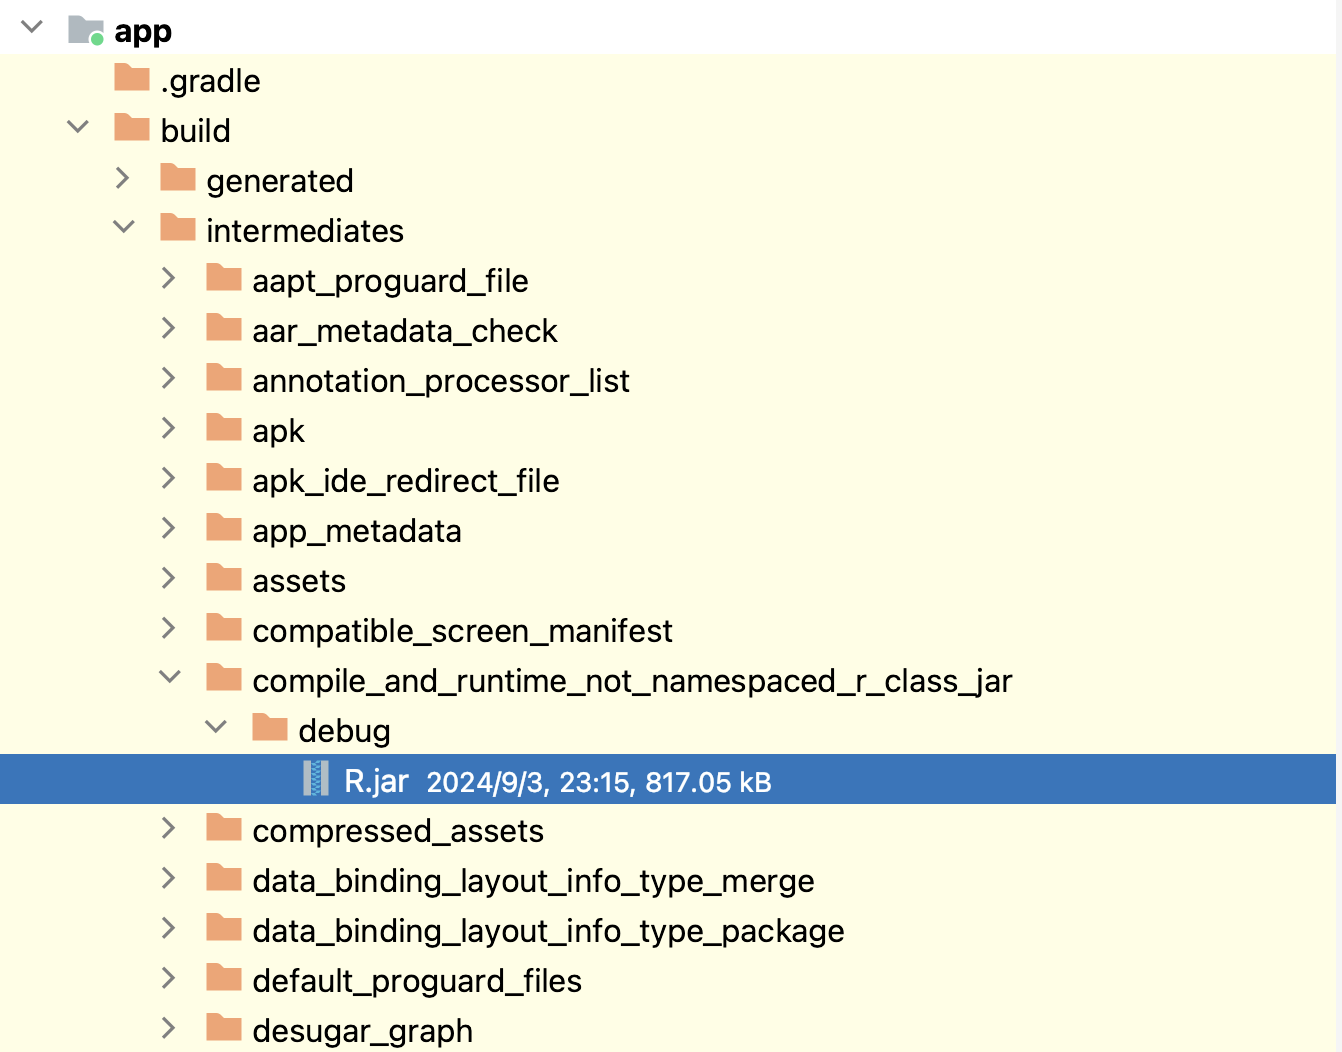 app
.gradle
build
generated
intermediates
aapt_proguard_file
aar_metadata_check
annotation_processor_list
apk
apk_ide_redirect_file
app_metadata
assets
compatible_screen_manifest
compile_and_runtime_not_namespaced_r_class_jar
debug
R.jar 2024/9/3, 23:15, 817.05 kB
compressed_assets
data_binding_layout_info_type_merge
data_binding_layout_info_type_package
default_proguard_files
desugar_graph